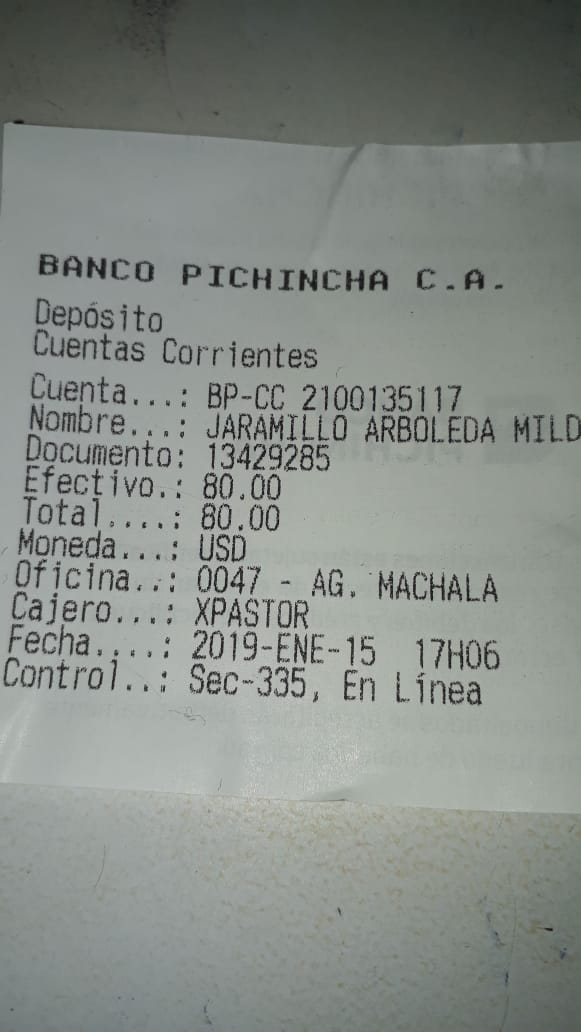 BANCO PICHINCHA C.A.
Depósito
Cuentas Corrientes
Cuenta...: BP-CC 2100135117
Nombre...: JARAMILLO ARBOLEDA MILD
Documento: 13429285
Efectivo.: 80.00
Total....: 80.00
Moneda...: USD
Oficina..: 0047 - AG. MACHALA
Cajero...: XPASTOR
Fecha....: 2019-ENE-15 17H06
Control..: Sec-335, En Línea